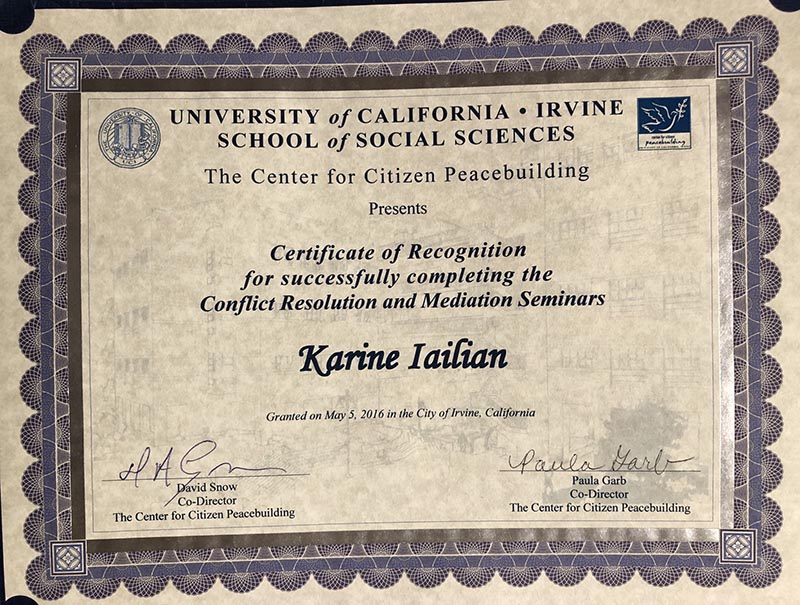 UNIVERSITY of CALIFORNIA • IRVINE
SCHOOL of SOCIAL SCIENCES
The Center for Citizen Peacebuilding
Presents
Certificate of Recognition
for successfully completing the
Conflict Resolution and Mediation Seminars
Karine Iailian
Granted on May 5, 2016 in the City of Irvine, California
David Snow
Co-Director
The Center for Citizen Peacebuilding
Paula Garb
Paula Garb
Co-Director
The Center for Citizen Peacebuilding
peacebuilding